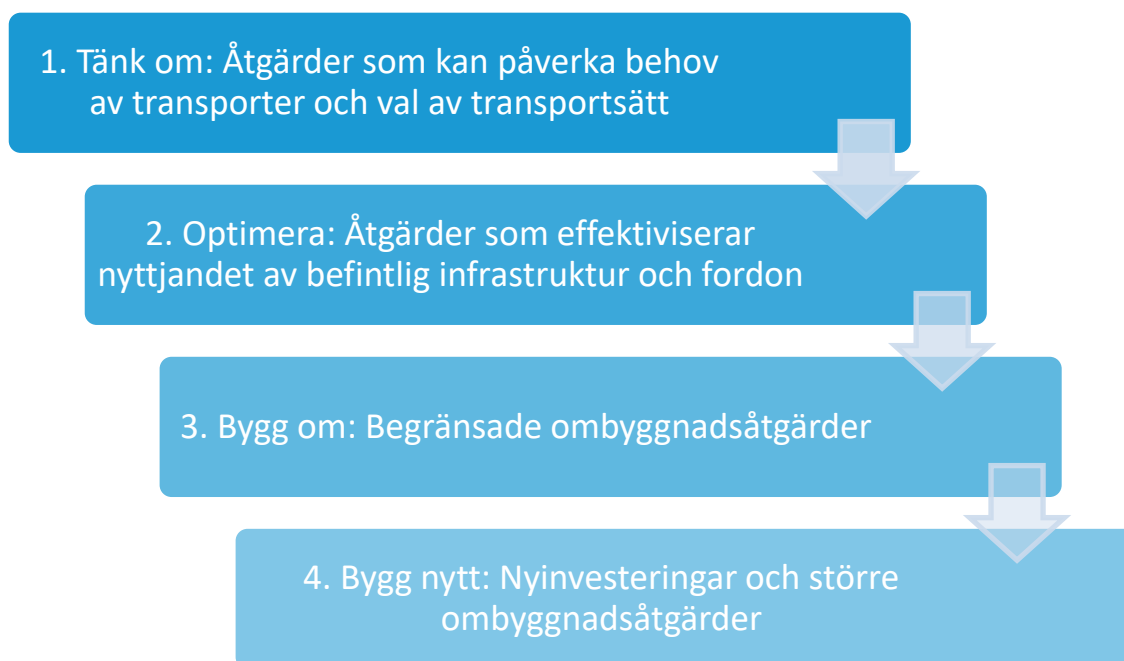 1. Tänk om: Åtgärder som kan påverka behov
av transporter och val av transportsätt
2. Optimera: Åtgärder som effektiviserar
nyttjandet av befintlig infrastruktur och fordon
3. Bygg om: Begränsade ombyggnadsåtgärder
4. Bygg nytt: Nyinvesteringar och större
ombyggnadsåtgärder